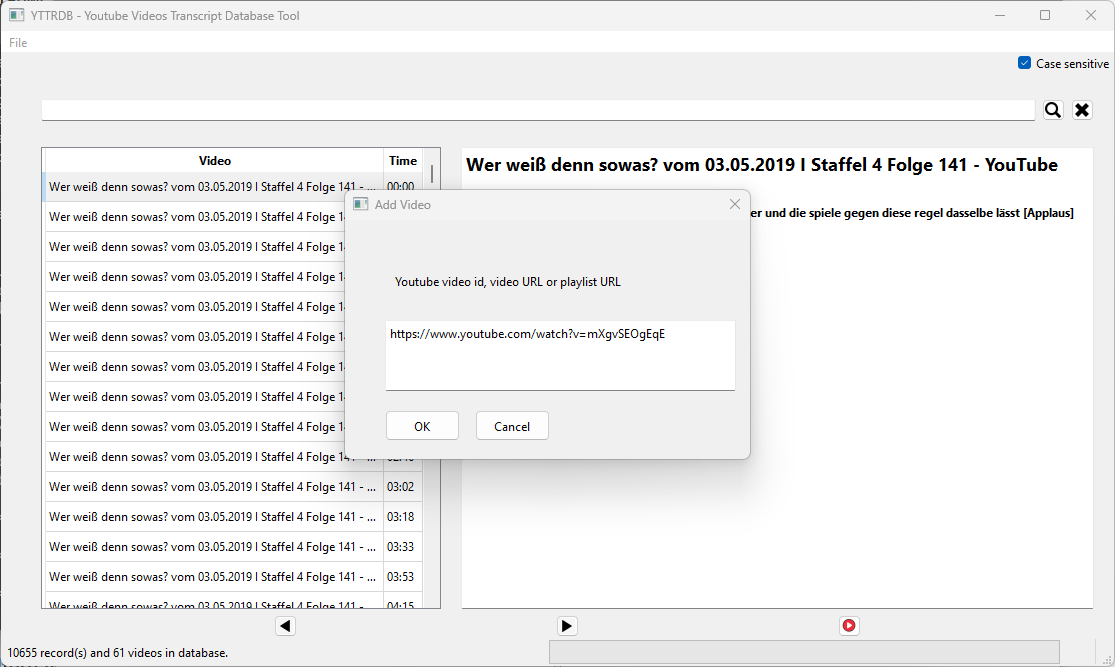 YTTRDB - Youtube Videos Transcript Database Tool
File
Case sensitive
Video Time
Wer weiß denn sowas? vom 03.05.2019 I Staffel 4 Folge 141 - ... 00:00
Wer weiß denn sowas? vom 03.05.2019 I Staffel 4 Folge 1
Wer weiß denn sowas? vom 03.05.2019 I Staffel 4 Folge 1
Wer weiß denn sowas? vom 03.05.2019 I Staffel 4 Folge 1
Wer weiß denn sowas? vom 03.05.2019 I Staffel 4 Folge 1
Wer weiß denn sowas? vom 03.05.2019 I Staffel 4 Folge 1
Wer weiß denn sowas? vom 03.05.2019 I Staffel 4 Folge 1
Wer weiß denn sowas? vom 03.05.2019 I Staffel 4 Folge 1
Wer weiß denn sowas? vom 03.05.2019 I Staffel 4 Folge 1
Wer weiß denn sowas? vom 03.05.2019 I Staffel 4 Folge 141 - ...
Wer weiß denn sowas? vom 03.05.2019 I Staffel 4 Folge 141 - ... 03:02
Wer weiß denn sowas? vom 03.05.2019 I Staffel 4 Folge 141 - ... 03:18
Wer weiß denn sowas? vom 03.05.2019 I Staffel 4 Folge 141 - ... 03:33
Wer weiß denn sowas? vom 03.05.2019 I Staffel 4 Folge 141 - ... 03:53
Wer weiß denn sowas? vom 03.05.2019 I Staffel 4 Folge 141 - ... 04:15
Wer weiß denn sowas? vom 03.05.2019 I Staffel 4 Folge 141 - YouTube
er und die spiele gegen diese regel dasselbe lässt [Applaus]
Add Video
Youtube video id, video URL or playlist URL
https://www.youtube.com/watch?v=mXgvSEOgEqE
OK Cancel
10655 record(s) and 61 videos in database.